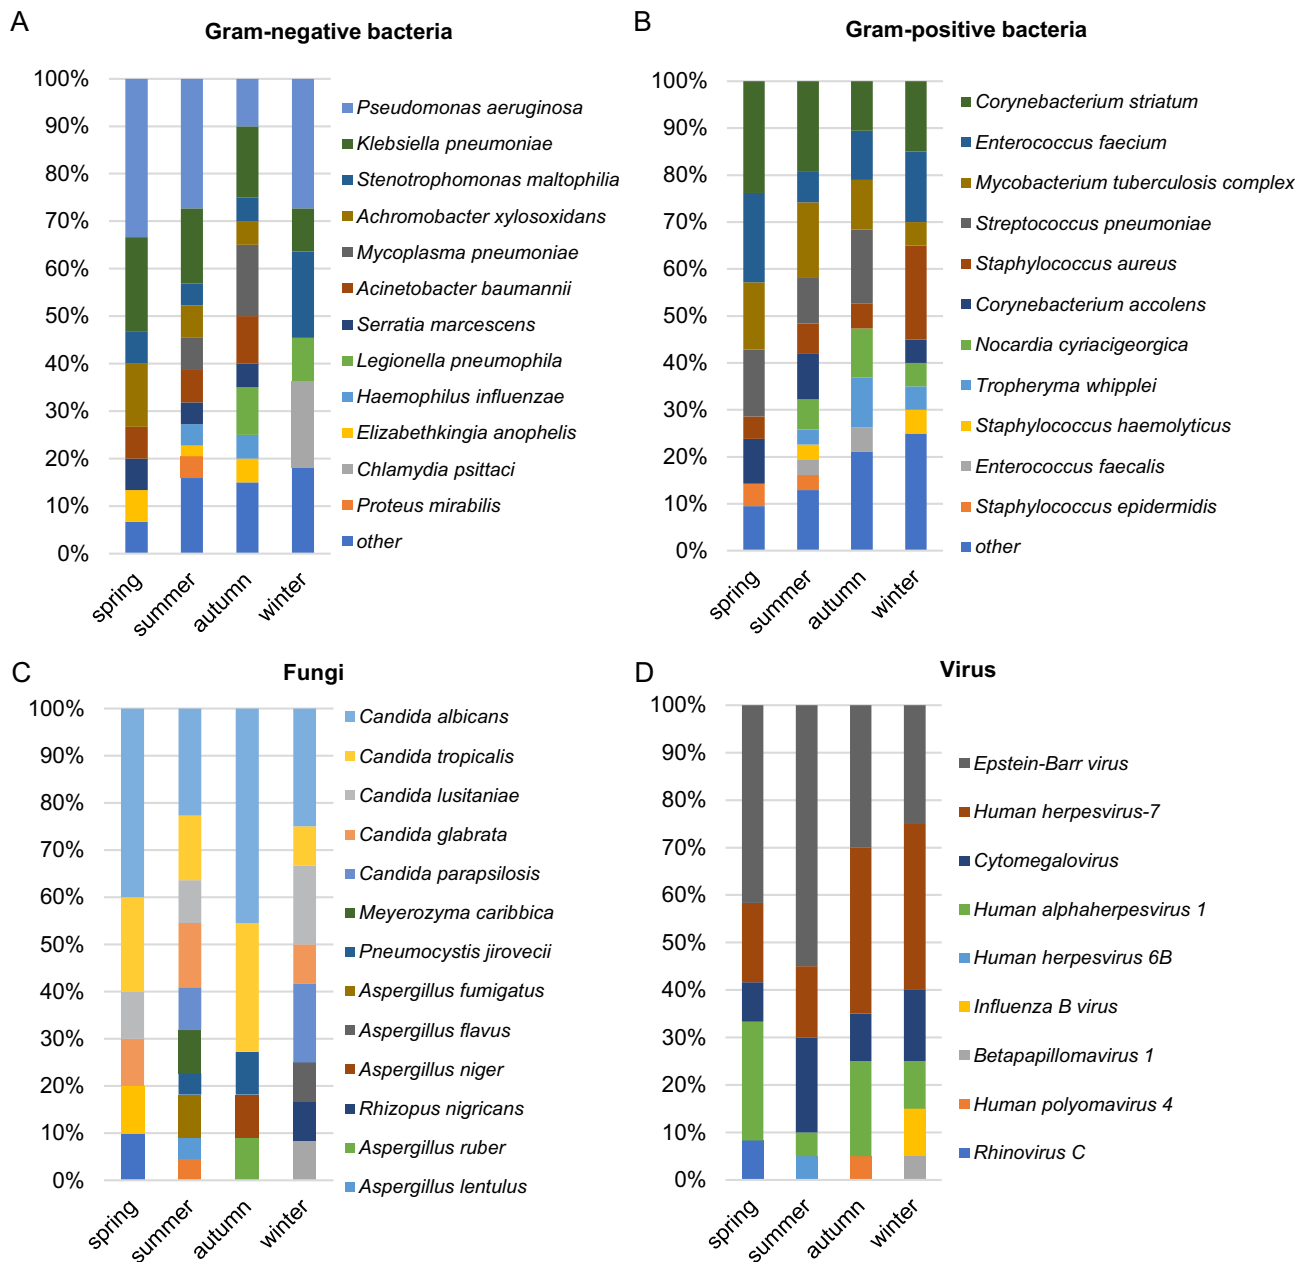 A
Gram-negative bacteria
100%
90%
80%
70%
60%
50%
40%
30%
20%
10%
0%
spring
summer
autumn
winter
Pseudomonas aeruginosa
Klebsiella pneumoniae
Stenotrophomonas maltophilia
Achromobacter xylosoxidans
Mycoplasma pneumoniae
Acinetobacter baumannii
Serratia marcescens
Legionella pneumophila
Haemophilus influenzae
Elizabethkingia anophelis
Chlamydia psittaci
Proteus mirabilis
other
B
Gram-positive bacteria
100%
90%
80%
70%
60%
50%
40%
30%
20%
10%
0%
spring
summer
autumn
winter
Corynebacterium striatum
Enterococcus faecium
Mycobacterium tuberculosis complex
Streptococcus pneumoniae
Staphylococcus aureus
Corynebacterium accolens
Nocardia cyriacigeorgica
Tropheryma whipplei
Staphylococcus haemolyticus
Enterococcus faecalis
Staphylococcus epidermidis
other
C
Fungi
100%
90%
80%
70%
60%
50%
40%
30%
20%
10%
0%
spring
summer
autumn
winter
Candida albicans
Candida tropicalis
Candida lusitaniae
Candida glabrata
Candida parapsilosis
Meyerozyma caribbica
Pneumocystis jirovecii
Aspergillus fumigatus
Aspergillus flavus
Aspergillus niger
Rhizopus nigricans
Aspergillus ruber
Aspergillus lentulus
D
Virus
100%
90%
80%
70%
60%
50%
40%
30%
20%
10%
0%
spring
summer
autumn
winter
Epstein-Barr virus
Human herpesvirus-7
Cytomegalovirus
Human alphaherpesvirus 1
Human herpesvirus 6B
Influenza B virus
Betapapillomavirus 1
Human polyomavirus 4
Rhinovirus C